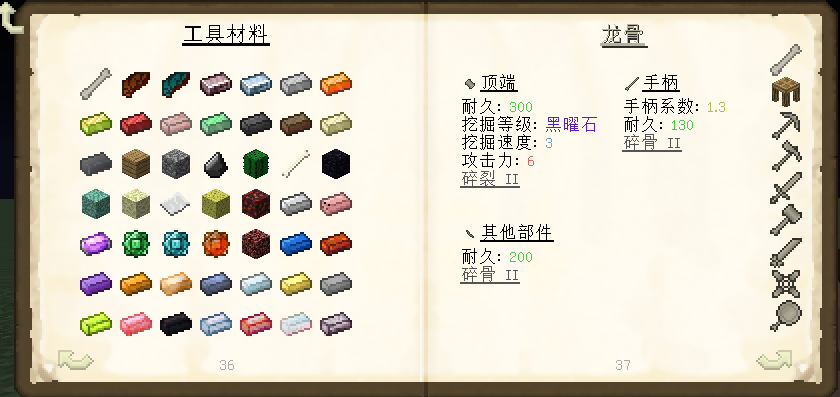 工具材料
36
龙骨
顶端
耐久: 300
挖掘等级: 黑曜石
挖掘速度: 3
攻击力: 6
碎裂 II
手柄
手柄系数: 1.3
耐久: 130
碎骨 II
其他部件
耐久: 200
碎骨 II
37